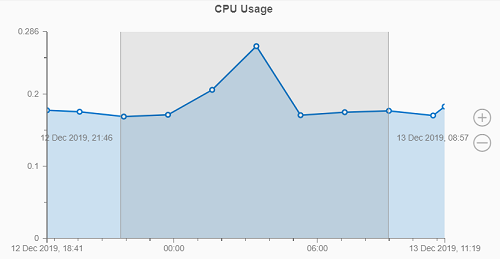 CPU Usage
0.286
0.2
12 Dec 2019, 21:46
13 Dec 2019, 08:57
0.1
0
12 Dec 2019, 18:41
00:00
06:00
13 Dec 2019, 11:19